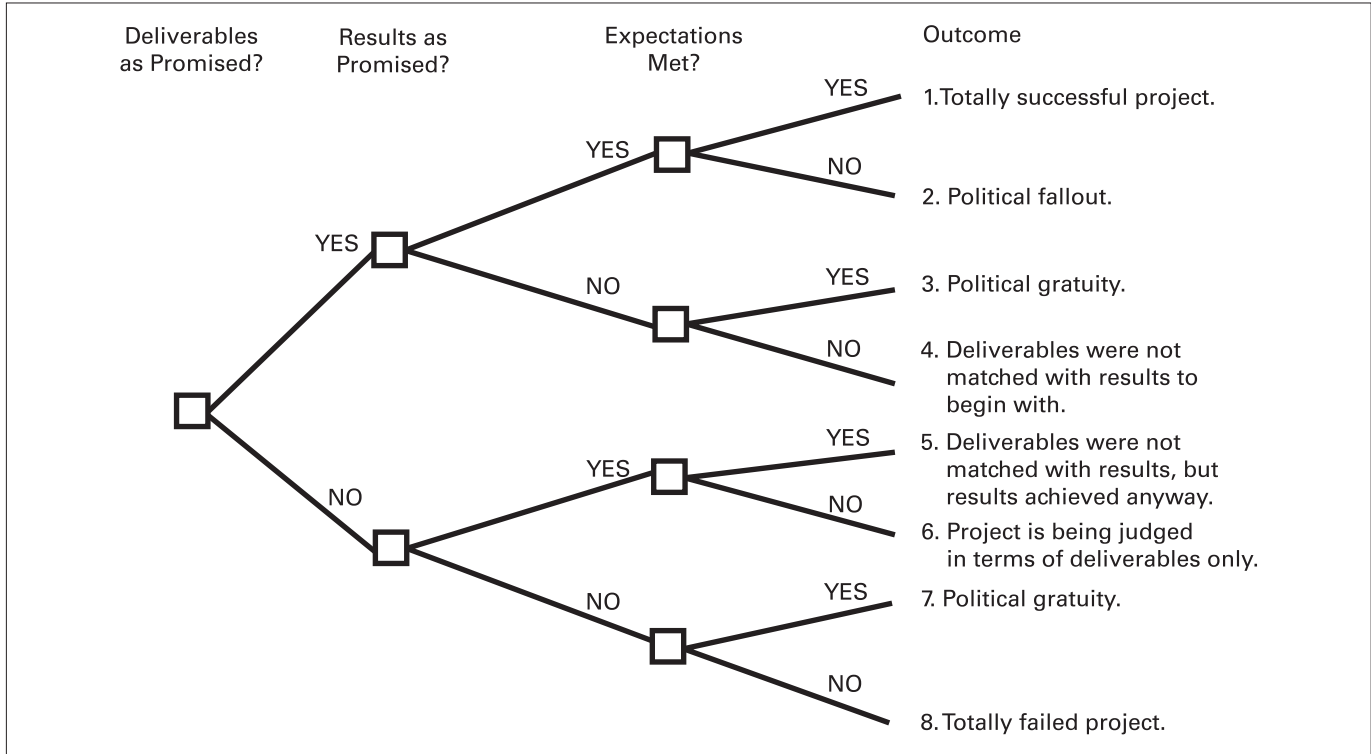 Deliverables
as Promised?
Results as
Promised?
Expectations
Met?
Outcome
YES
1.Totally successful project.
YES
NO
2. Political fallout.
YES
NO
YES
3. Political gratuity.
NO
4. Deliverables were not
matched with results to
begin with.
NO
YES
YES
5. Deliverables were not
matched with results, but
results achieved anyway.
NO
6. Project is being judged
in terms of deliverables only.
NO
YES
7. Political gratuity.
NO
8.Totally failed project.